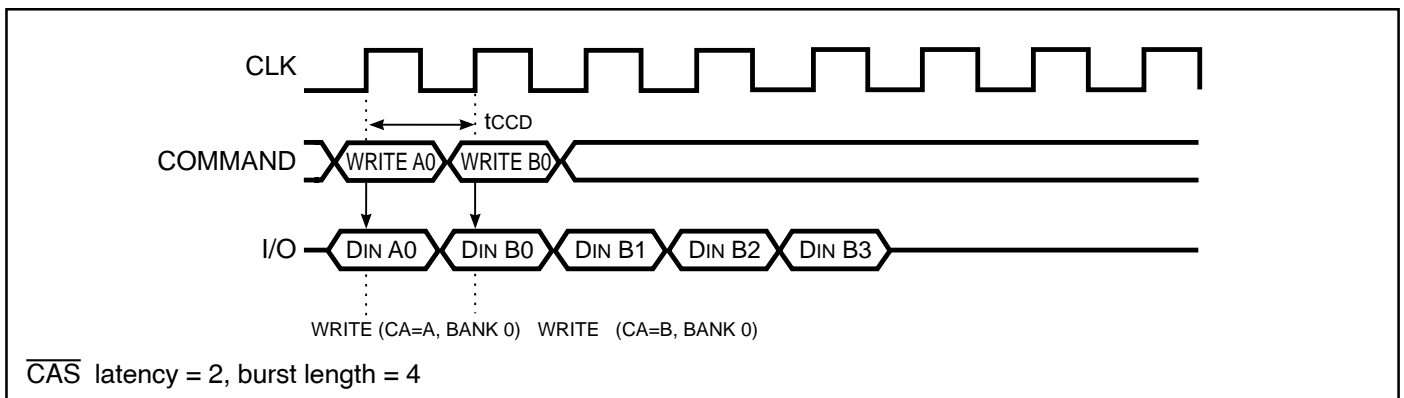 CLK
tCCD
COMMAND WRITE A0 WRITE B0
I/O DIN A0 DIN B0 DIN B1 DIN B2 DIN B3
WRITE (CA=A, BANK 0) WRITE (CA=B, BANK 0)
CAS latency = 2, burst length = 4